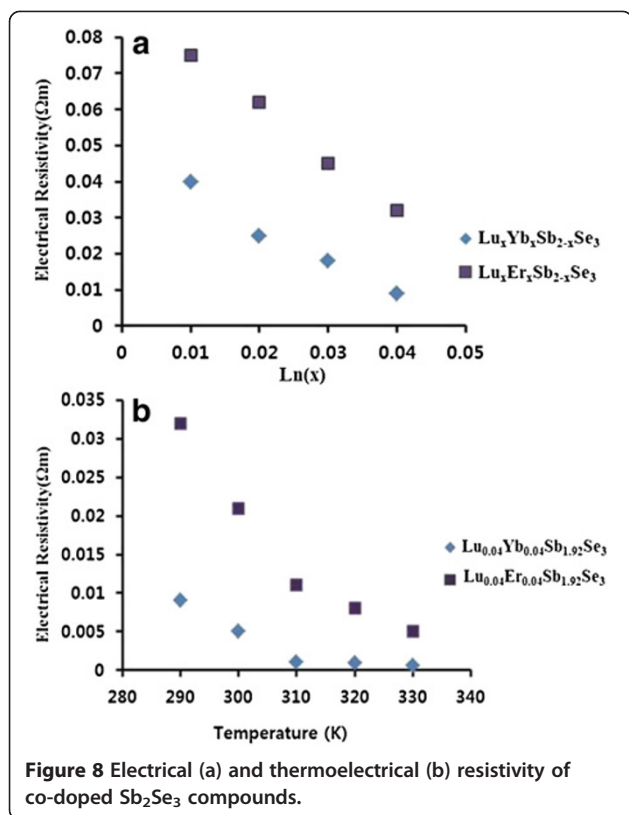 a
0.08
0.07
0.06
0.05
0.04
0.03
0.02
0.01
0
Electrical Resistivity(Ωm)
0 0.01 0.02 0.03 0.04 0.05
Ln(x)
LuₓYbₓSb₂₋ₓSe₃
LuₓErₓSb₂₋ₓSe₃
b
0.035
0.03
0.025
0.02
0.015
0.01
0.005
0
Electrical Resistivity(Ωm)
280 290 300 310 320 330 340
Temperature (K)
Lu₀.₀₄Yb₀.₀₄Sb₁.₉₂Se₃
Lu₀.₀₄Er₀.₀₄Sb₁.₉₂Se₃
Figure 8 Electrical (a) and thermoelectrical (b) resistivity of
co-doped Sb₂Se₃ compounds.